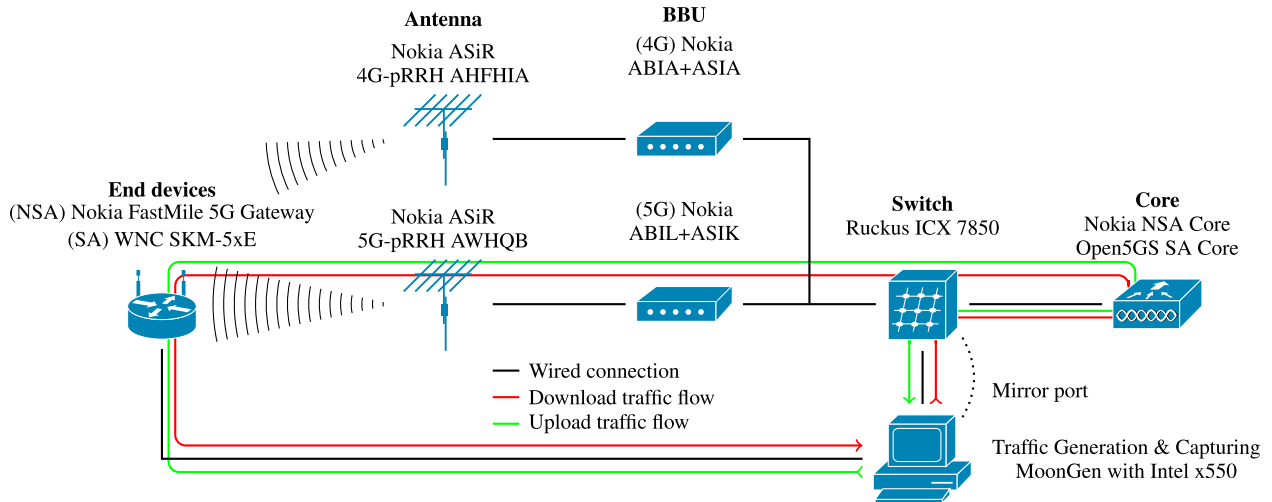 Antenna
Nokia ASiR
4G-pRRH AHFHIA
BBU
(4G) Nokia
ABIA+ASIA
End devices
(NSA) Nokia FastMile 5G Gateway
(SA) WNC SKM-5xE
Nokia ASiR
5G-pRRH AWHQB
(5G) Nokia
ABIL+ASIK
Switch
Ruckus ICX 7850
Core
Nokia NSA Core
Open5GS SA Core
Wired connection
Download traffic flow
Upload traffic flow
Mirror port
Traffic Generation & Capturing
MoonGen with Intel x550